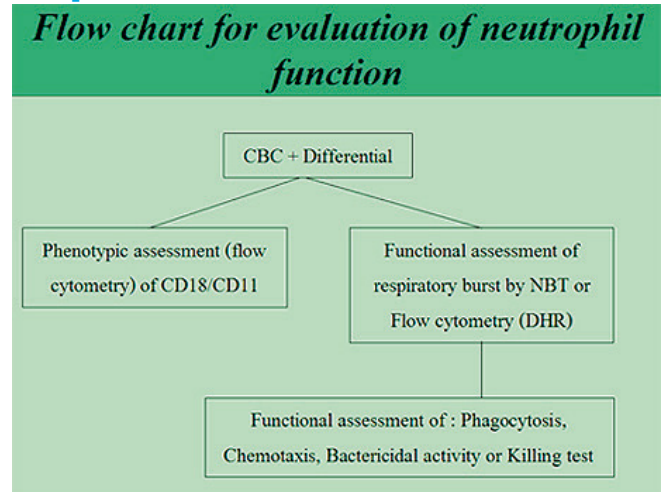 Flow chart for evaluation of neutrophil
function
CBC + Differential
Phenotypic assessment (flow
cytometry) of CD18/CD11
Functional assessment of
respiratory burst by NBT or
Flow cytometry (DHR)
Functional assessment of : Phagocytosis,
Chemotaxis, Bactericidal activity or Killing test